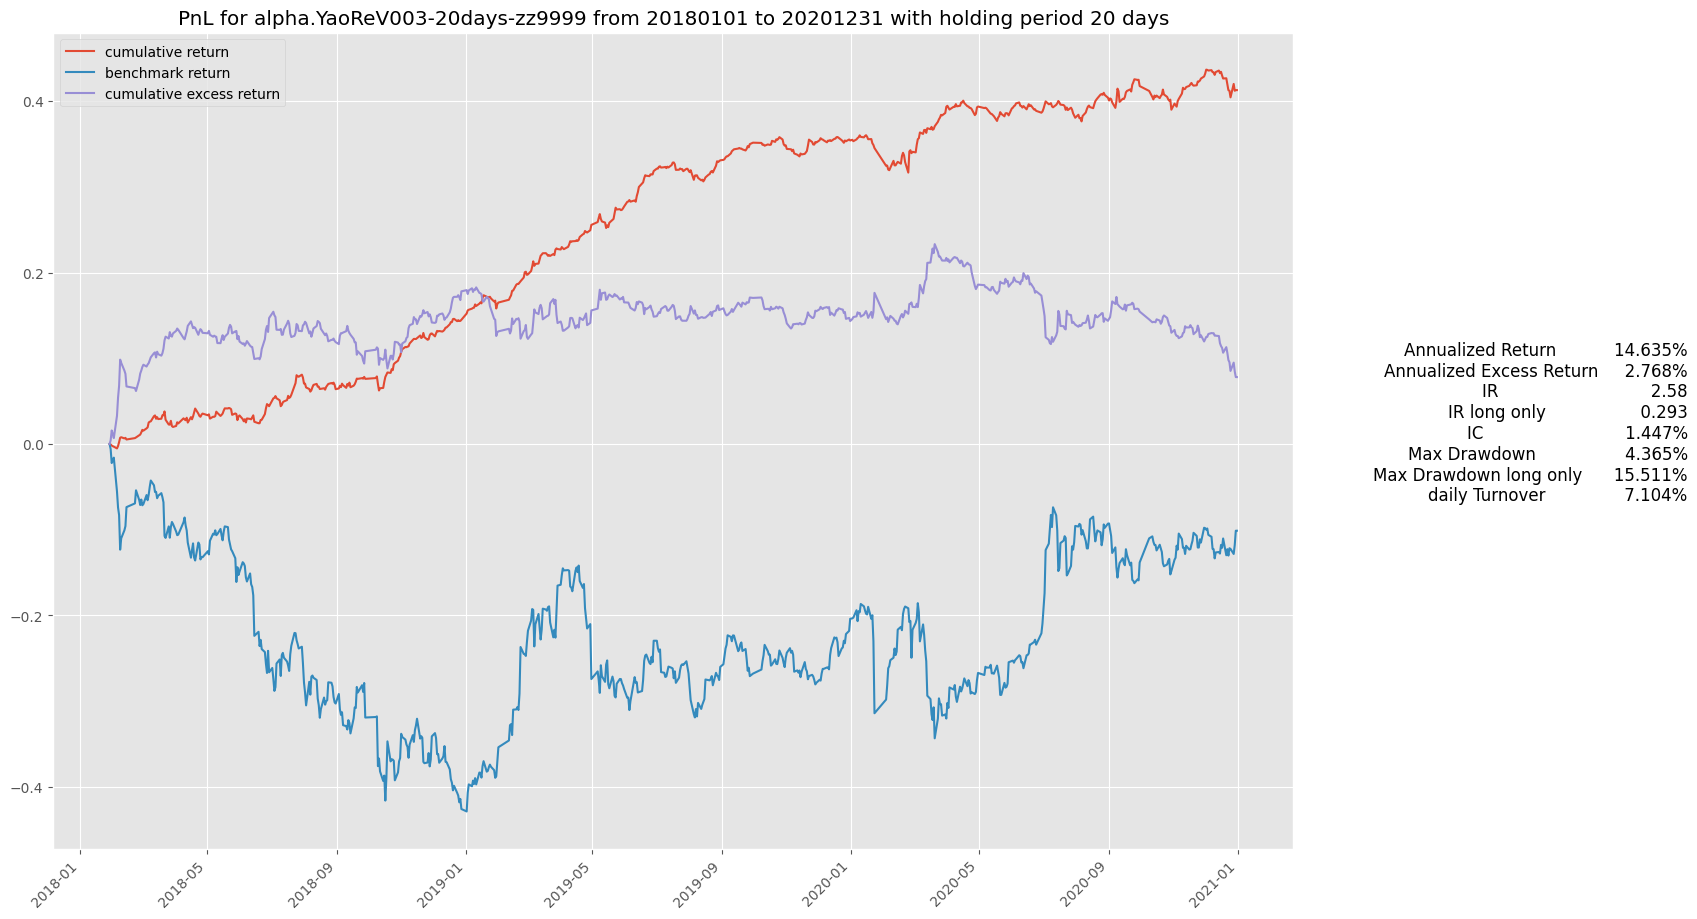 PnL for alpha.YaoReV003-20days-zz9999 from 20180101 to 20201231 with holding period 20 days
cumulative return
benchmark return
cumulative excess return
0.4
0.2
0.0
−0.2
−0.4
2018-01
2018-05
2018-09
2019-01
2019-05
2019-09
2020-01
2020-05
2020-09
2021-01
Annualized Return 14.635%
Annualized Excess Return 2.768%
IR 2.58
IR long only 0.293
IC 1.447%
Max Drawdown 4.365%
Max Drawdown long only 15.511%
daily Turnover 7.104%